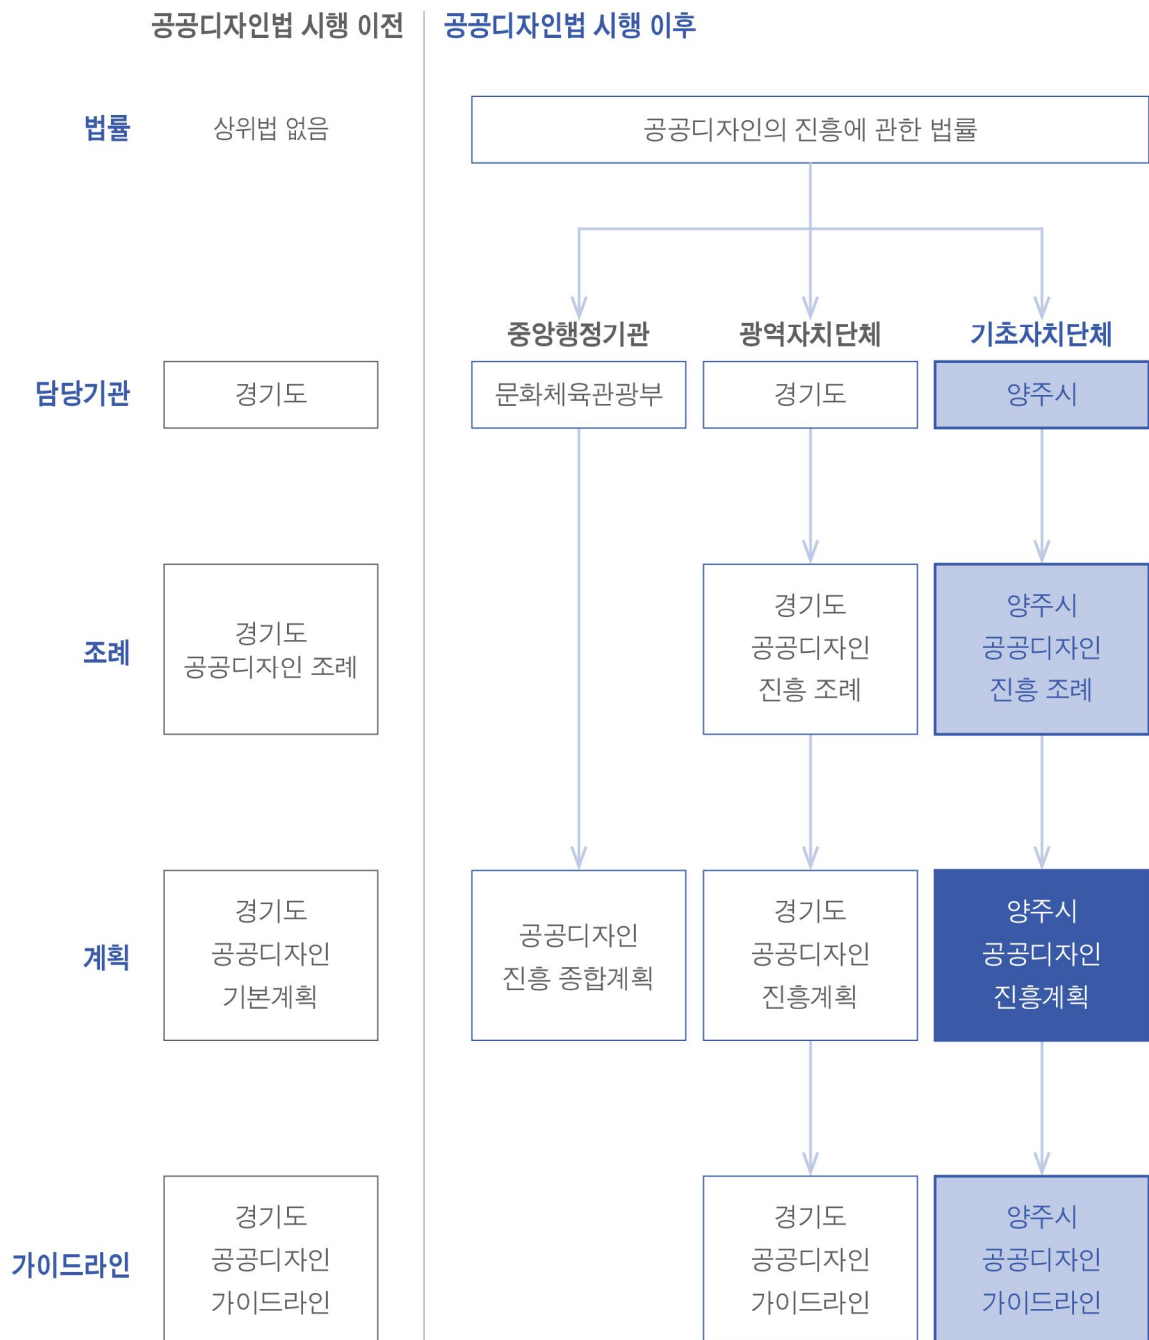 공공디자인법 시행 이전
공공디자인법 시행 이후
법률
상위법 없음
공공디자인의 진흥에 관한 법률
중앙행정기관
광역자치단체
기초자치단체
담당기관
경기도
문화체육관광부
경기도
양주시
조례
경기도
공공디자인 조례
경기도
공공디자인
진흥 조례
양주시
공공디자인
진흥 조례
계획
경기도
공공디자인
기본계획
공공디자인
진흥 종합계획
경기도
공공디자인
진흥계획
양주시
공공디자인
진흥계획
가이드라인
경기도
공공디자인
가이드라인
경기도
공공디자인
가이드라인
양주시
공공디자인
가이드라인